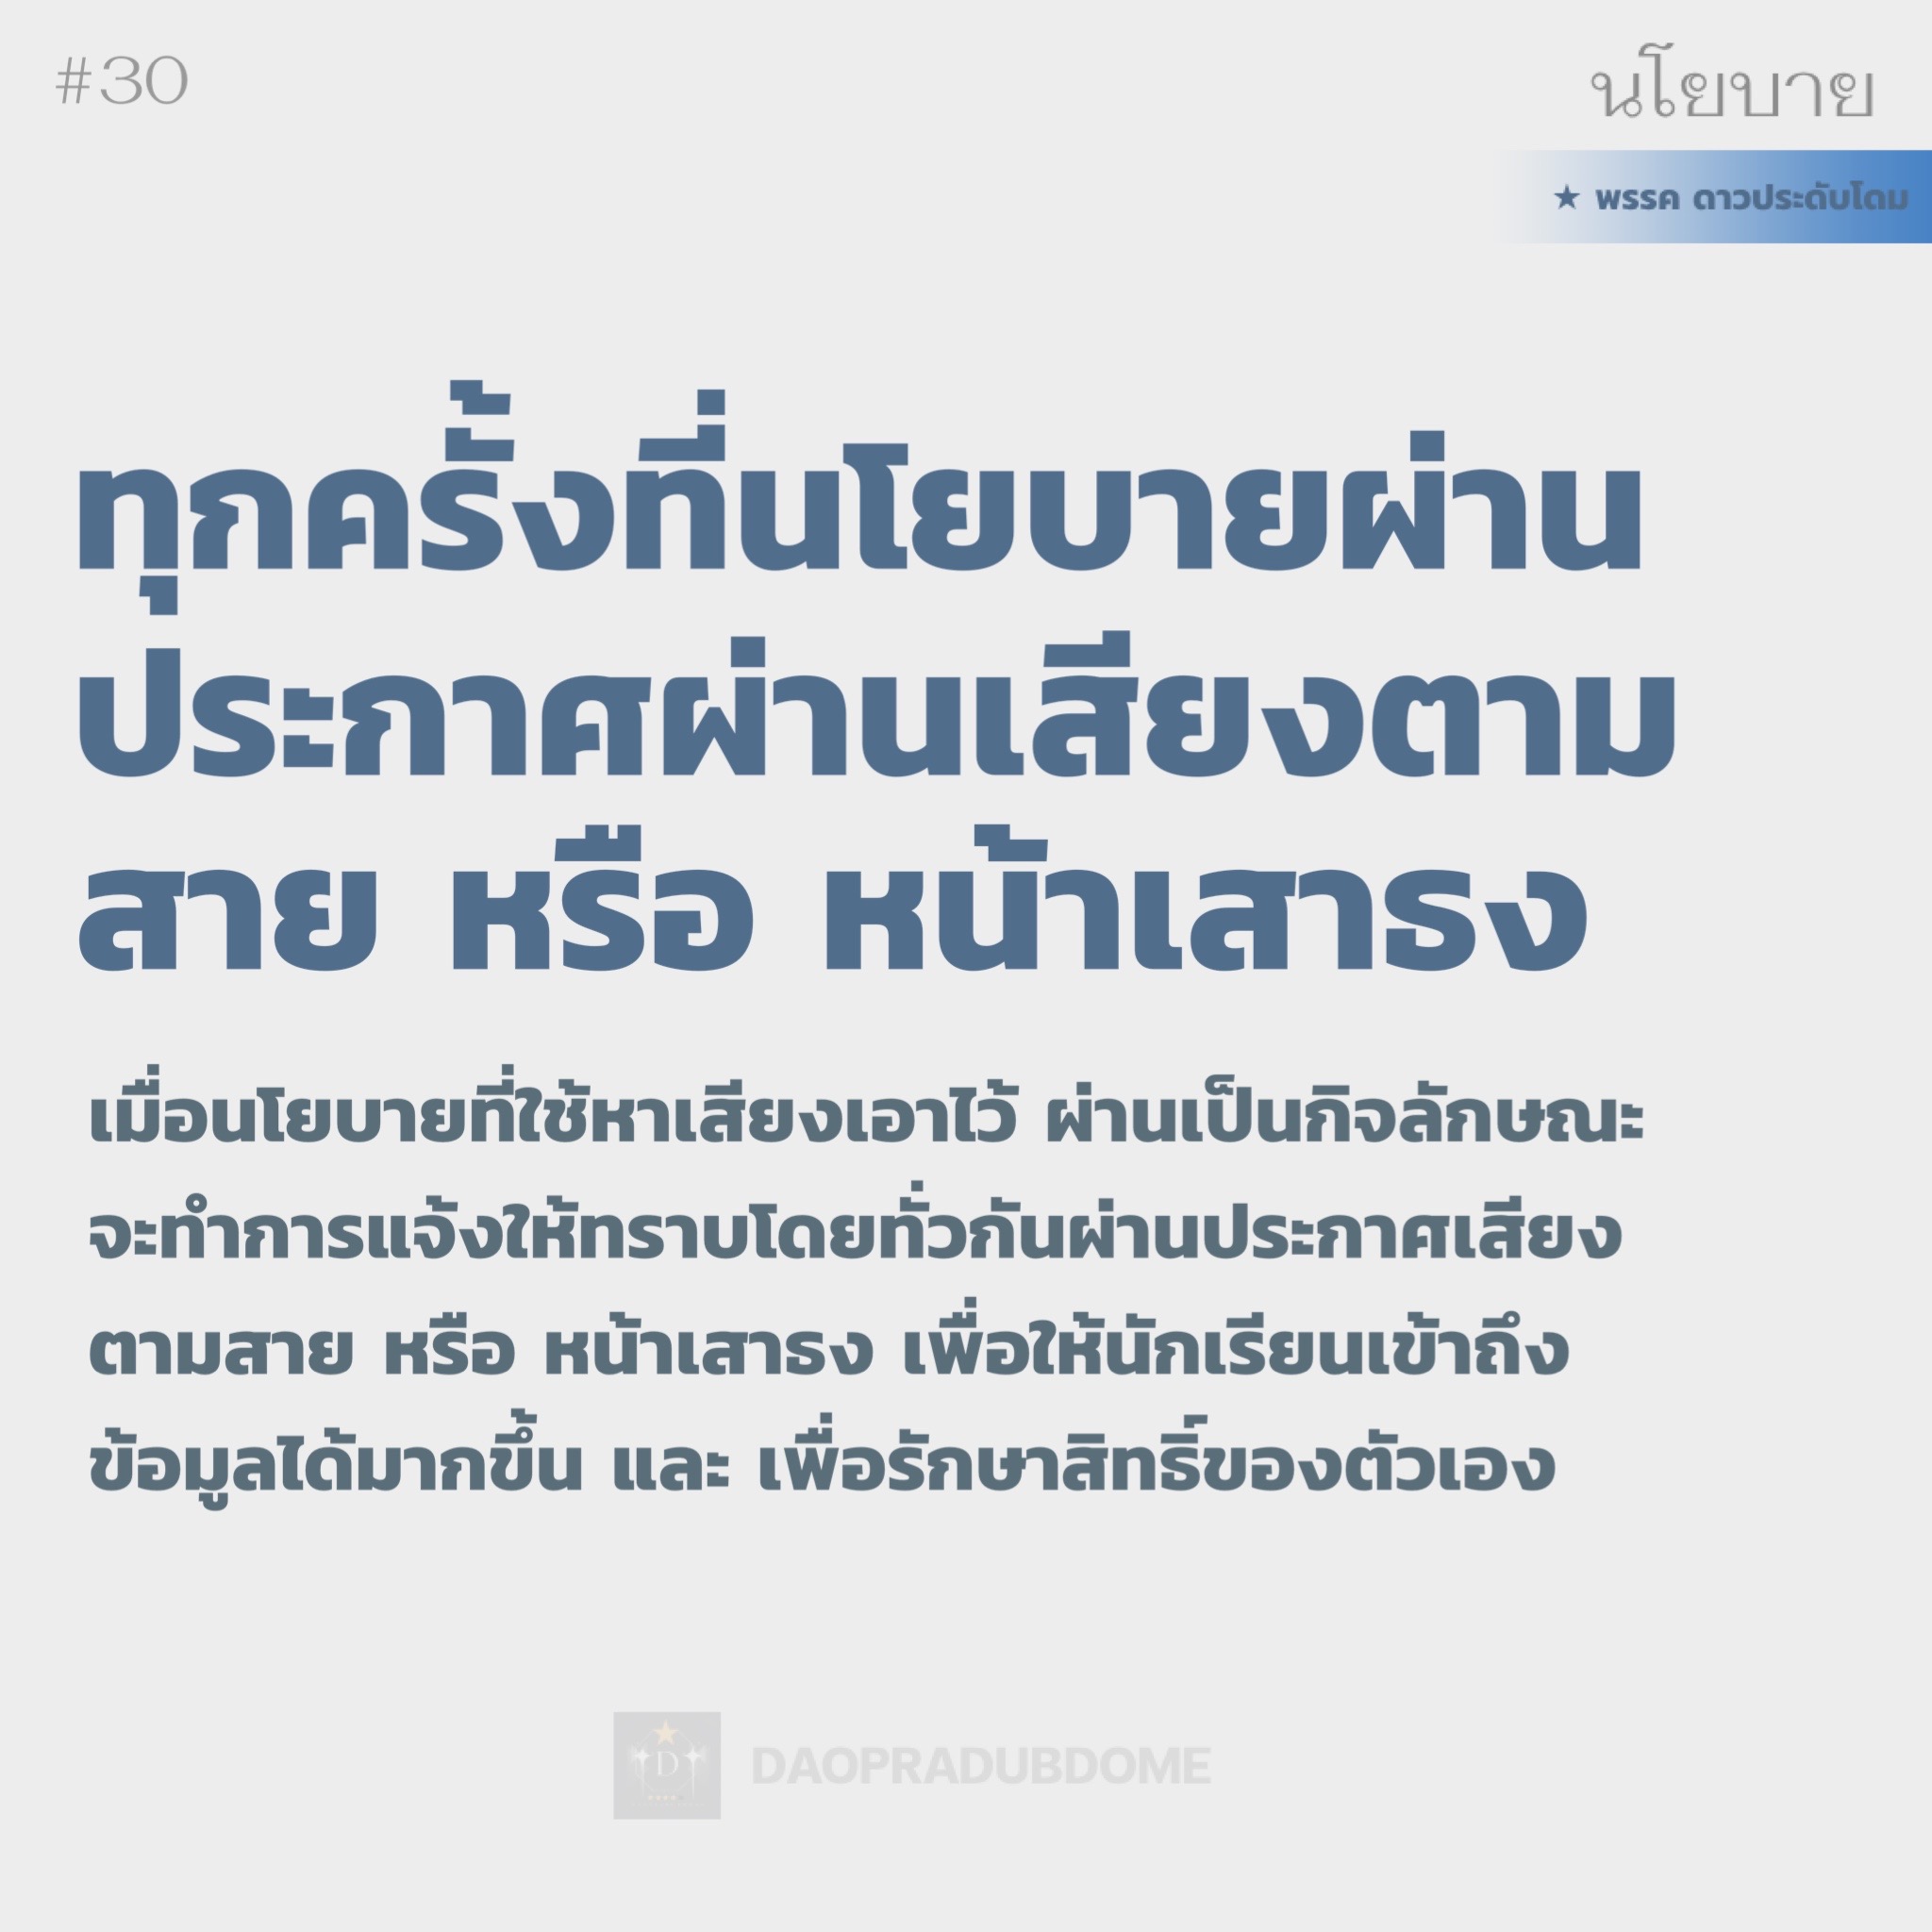 #30
นโยบาย
★ พรรค ดาวประดับโดม
ทุกครั้งที่นโยบายผ่าน
ประกาศผ่านเสียงตาม
สาย หรือ หน้าเสาธง
เมื่อนโยบายที่ใช้หาเสียงเอาไว้ ผ่านเป็นกิจลักษณะ
จะทำการแจ้งให้ทราบโดยทั่วกันผ่านประกาศเสียง
ตามสาย หรือ หน้าเสาธง เพื่อให้นักเรียนเข้าถึง
ข้อมูลได้มากขึ้น และ เพื่อรักษาสิทธิ์ของตัวเอง
D
DAOPRADUBDOME